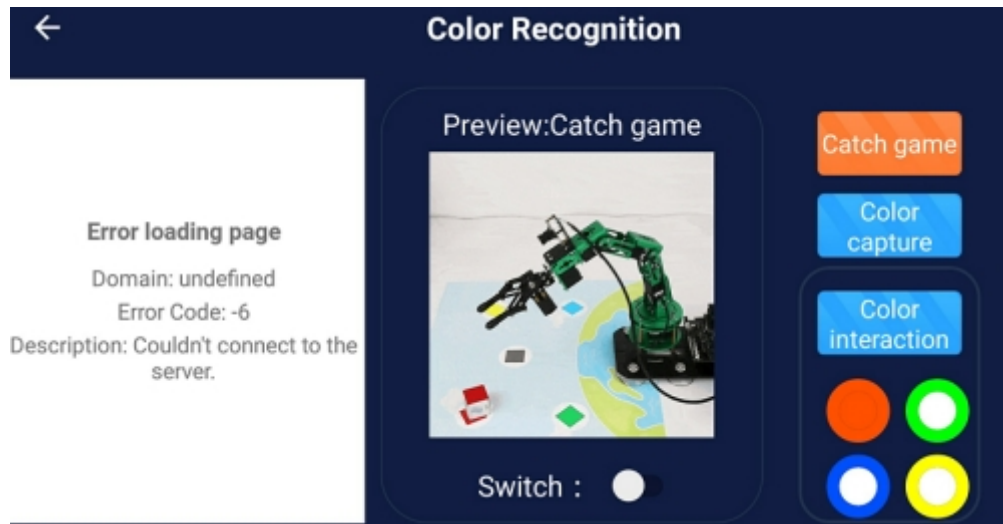 Color Recognition
Error loading page
Domain: undefined
Error Code: -6
Description: Couldn't connect to the
server.
Preview:Catch game
Switch :
Catch game
Color
capture
Color
interaction